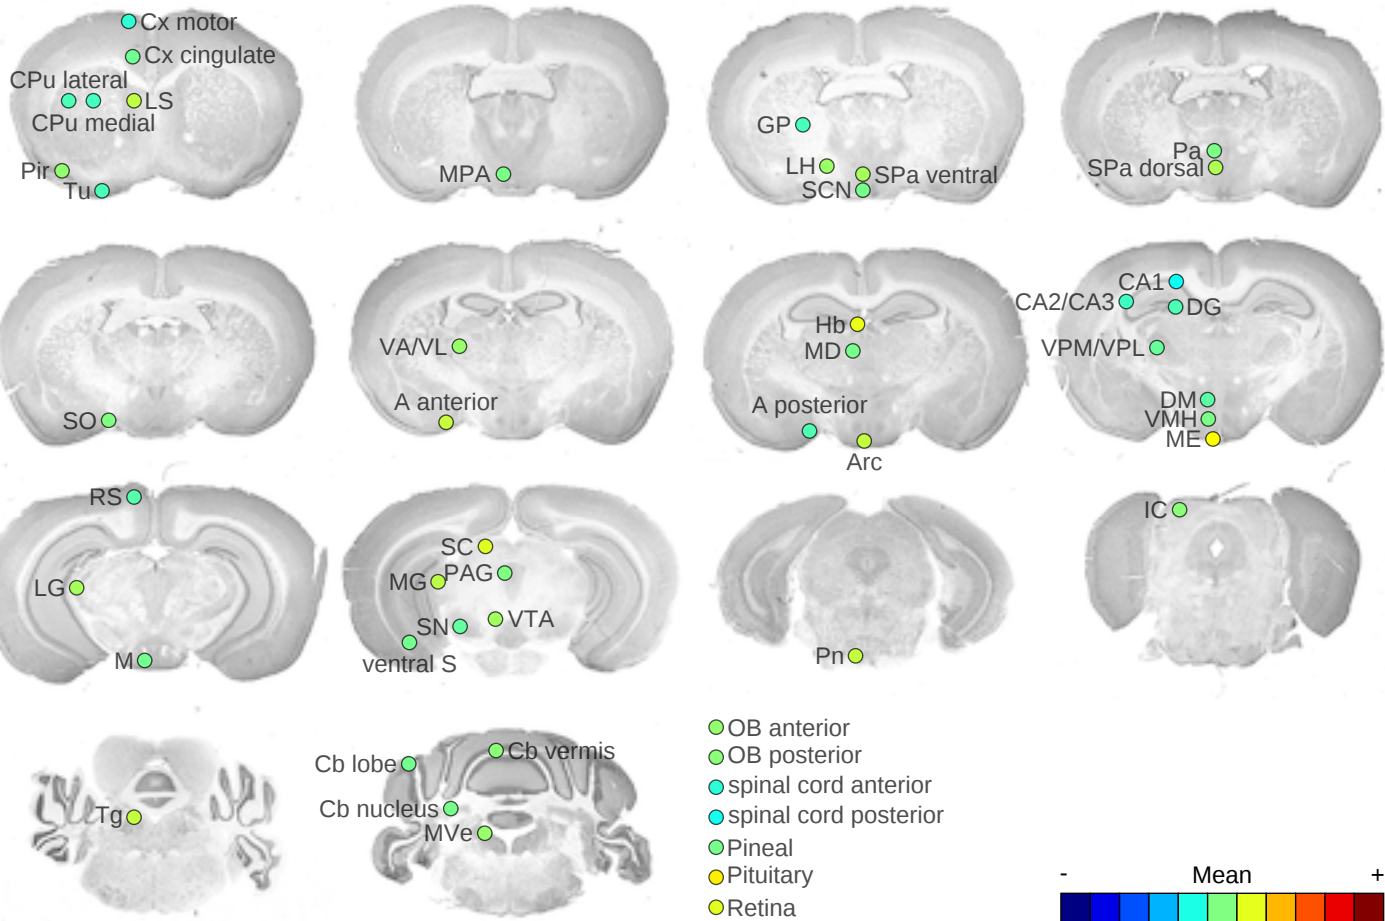 Cx motor
Cx cingulate
CPu lateral
LS
CPu medial
Pir
Tu
MPA
GP
LH
SPa ventral
SCN
Pa
SPa dorsal
SO
VA/VL
A anterior
Hb
MD
A posterior
Arc
CA1
CA2/CA3
DG
VPM/VPL
DM
VMH
ME
RS
LG
M
SC
MG
PAG
SN
VTA
ventral S
Pn
IC
Tg
Cb lobe
Cb vermis
Cb nucleus
MVe
OB anterior
OB posterior
spinal cord anterior
spinal cord posterior
Pineal
Pituitary
Retina
- Mean +